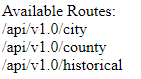 Available Routes:
/api/v1.0/city
/api/v1.0/county
/api/v1.0/historical